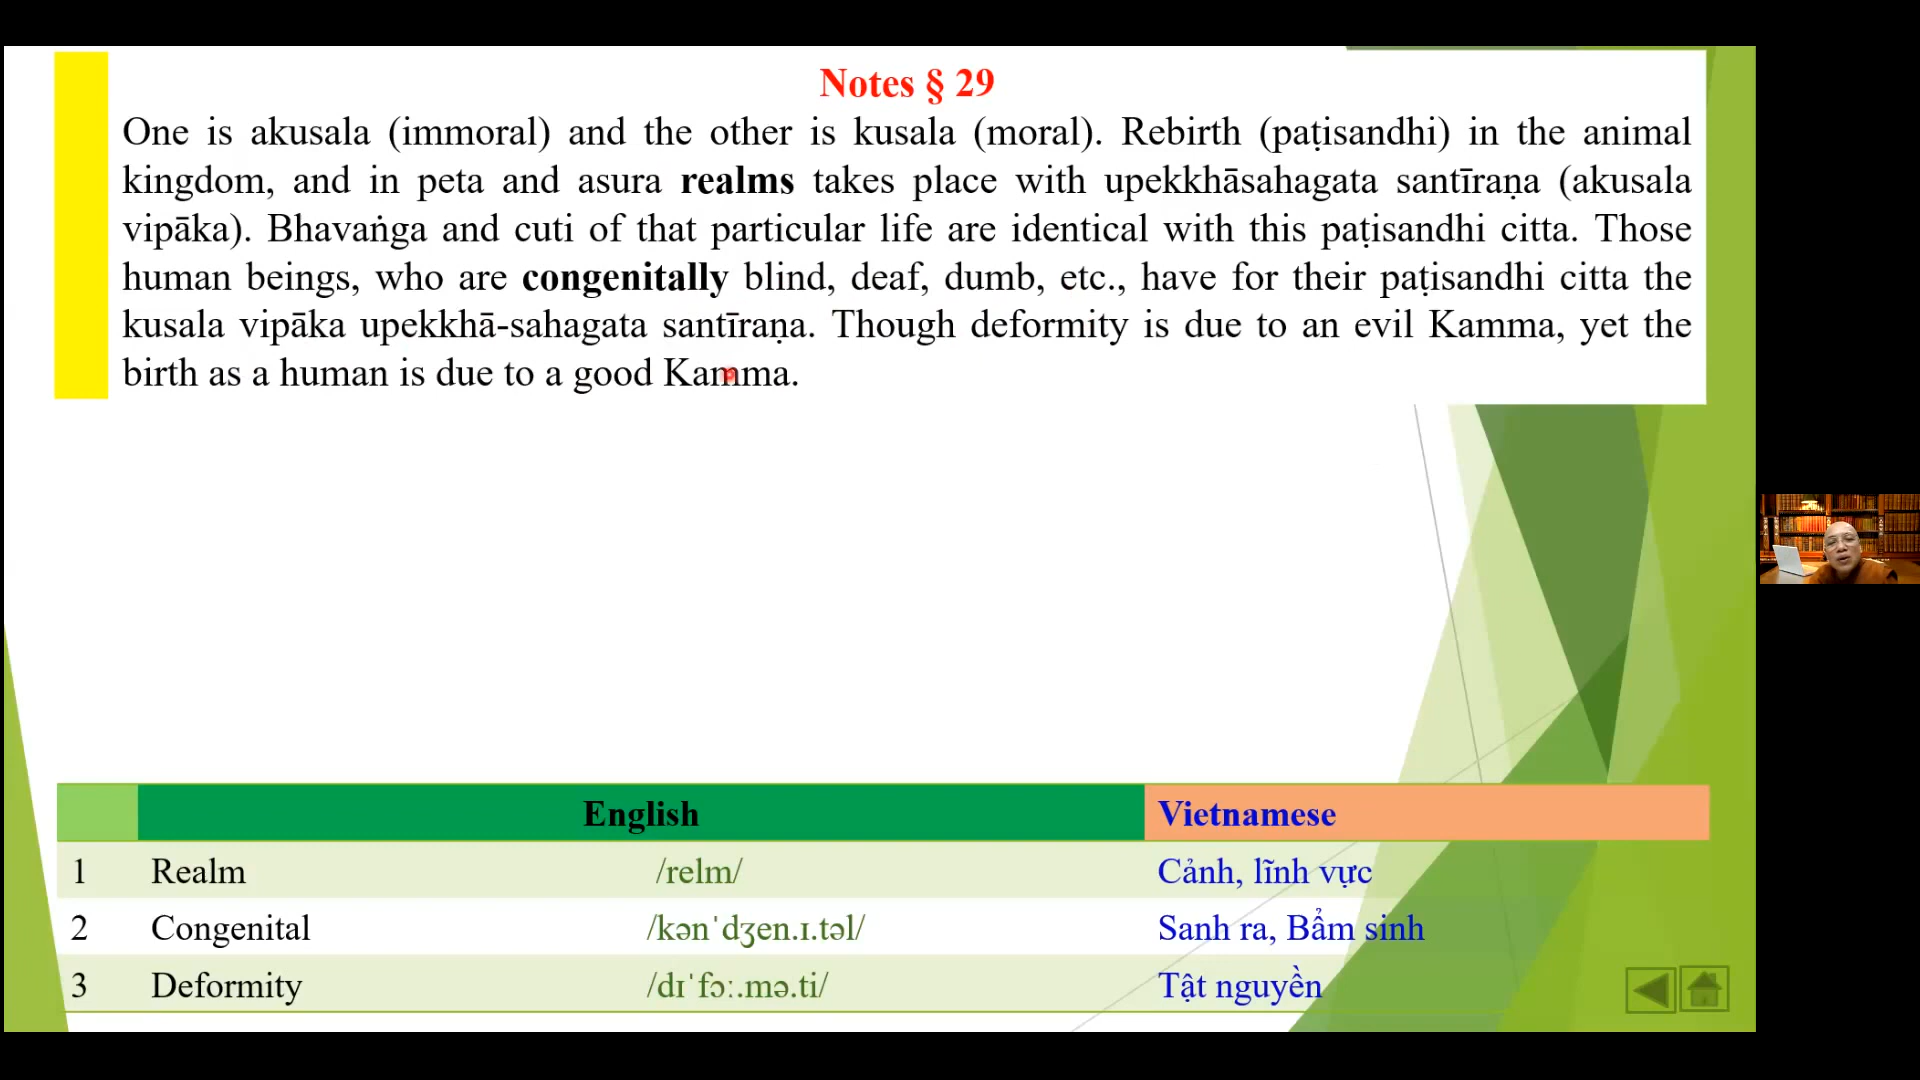 Notes § 29
One is akusala (immoral) and the other is kusala (moral). Rebirth (paṭisandhi) in the animal
kingdom, and in peta and asura realms takes place with upekkhāsahagata santīraṇa (akusala
vipāka). Bhavaṅga and cuti of that particular life are identical with this paṭisandhi citta. Those
human beings, who are congenitally blind, deaf, dumb, etc., have for their paṭisandhi citta the
kusala vipāka upekkhā-sahagata santīraṇa. Though deformity is due to an evil Kamma, yet the
birth as a human is due to a good Kamma.
English Vietnamese
1 Realm /relm/ Cảnh, lĩnh vực
2 Congenital /kənˈdʒen.ɪ.təl/ Sanh ra, Bẩm sinh
3 Deformity /dɪˈfɔː.mə.ti/ Tật nguyền